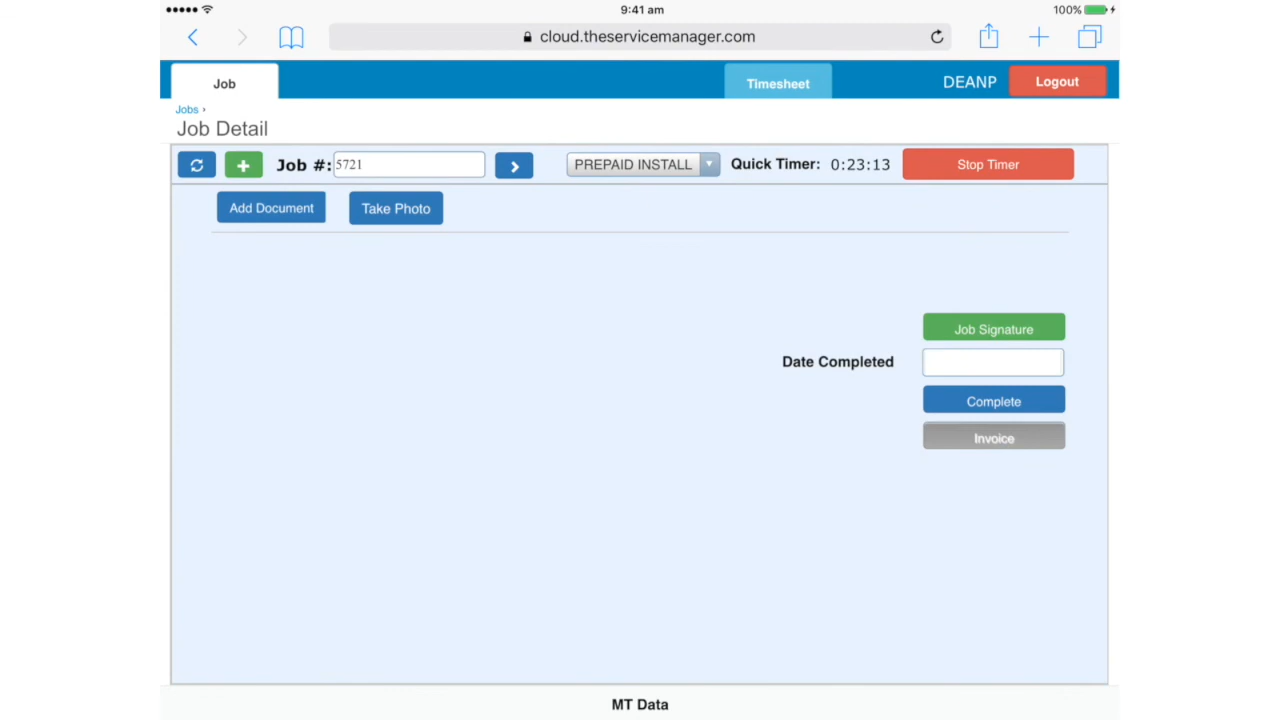 9:41 am
100%
cloud.theservicemanager.com
Job
Timesheet
DEANP
Logout
Jobs ›
Job Detail
Job #: 5721
PREPAID INSTALL
Quick Timer: 0:23:13
Stop Timer
Add Document
Take Photo
Job Signature
Date Completed
Complete
Invoice
MT Data